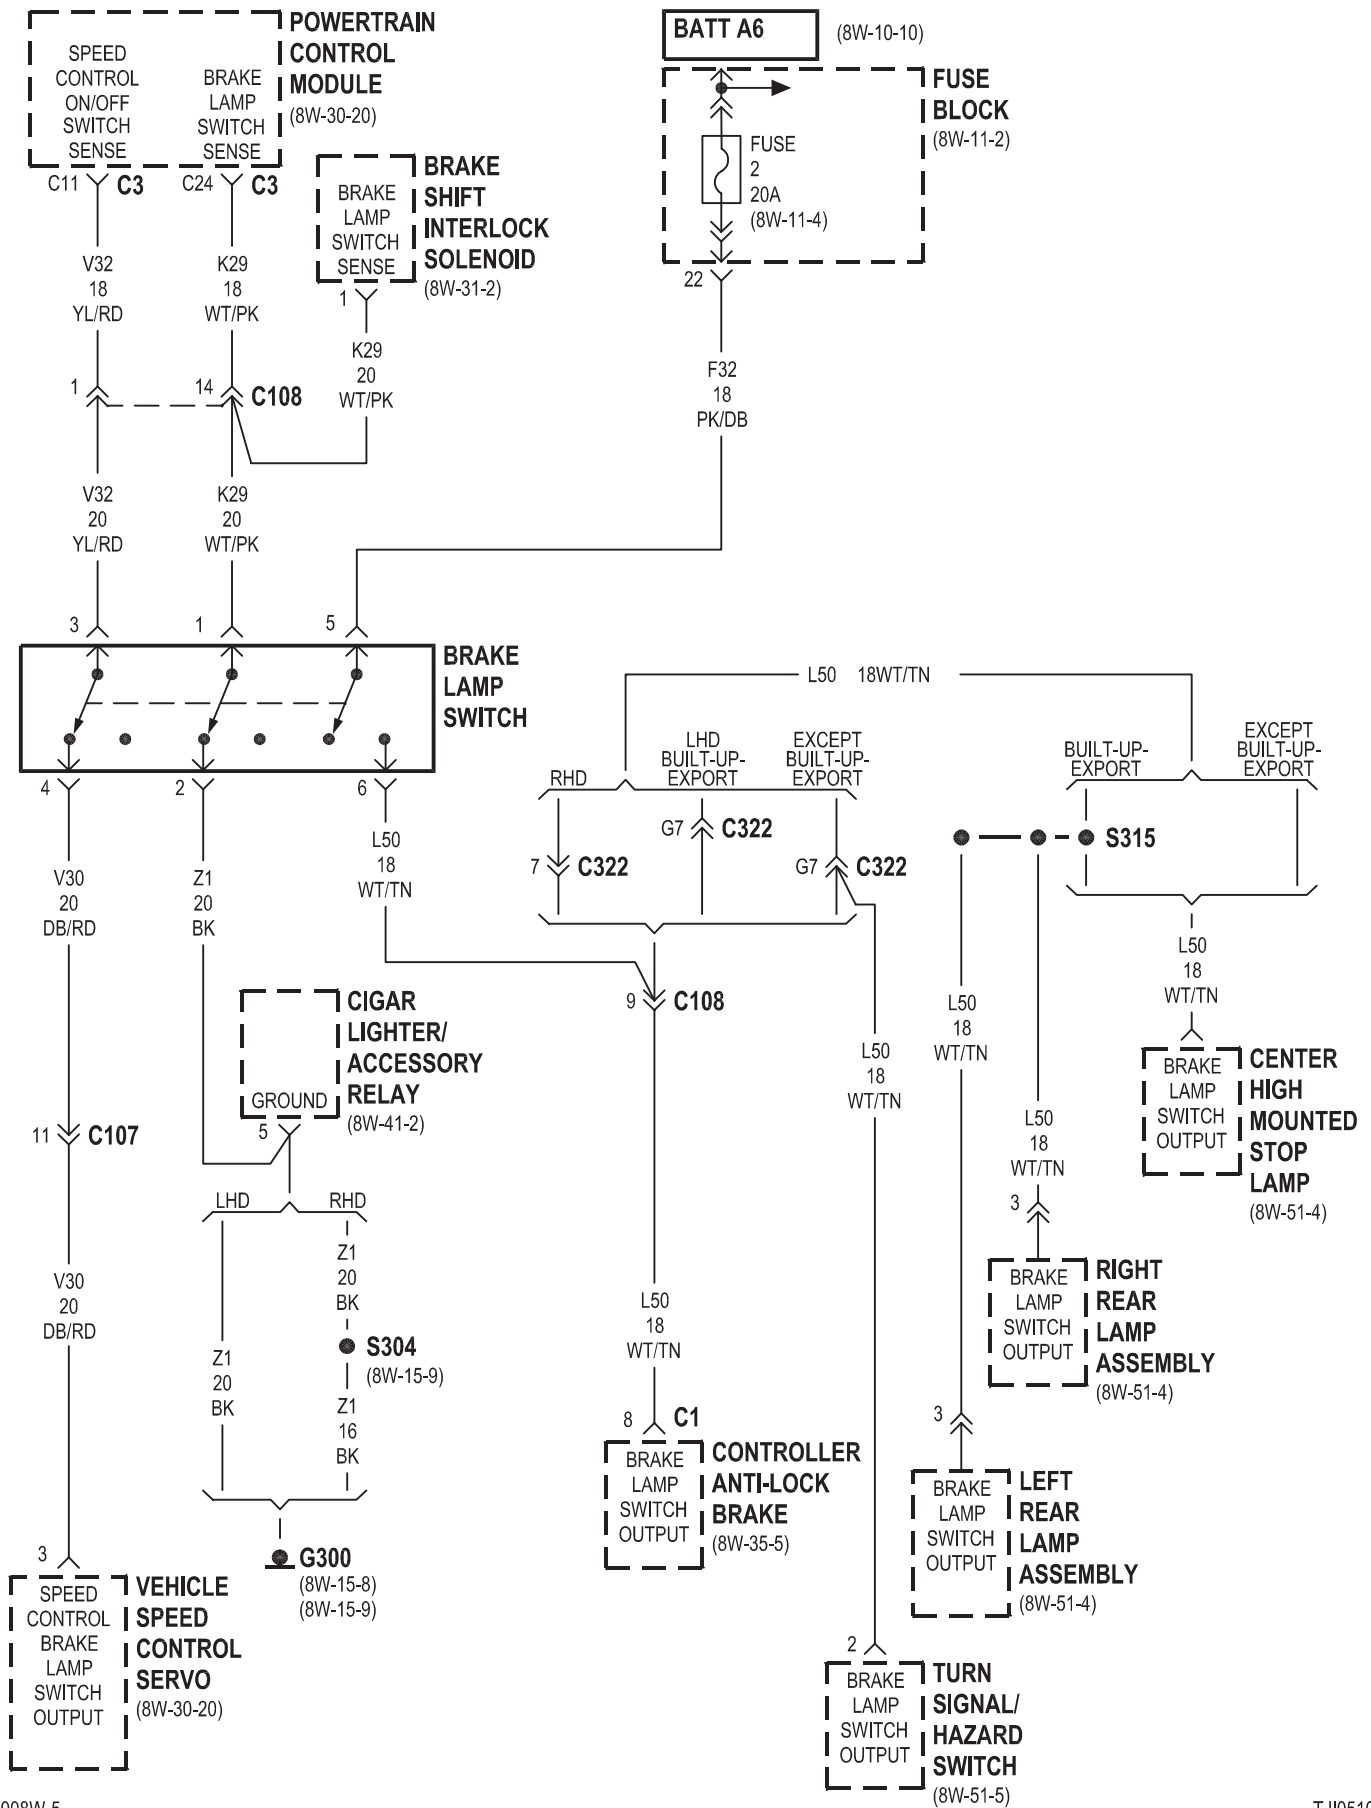 POWERTRAIN
CONTROL
MODULE
(8W-30-20)
SPEED
CONTROL
ON/OFF
SWITCH
SENSE
BRAKE
LAMP
SWITCH
SENSE
C11
C3
C24
C3
BATT A6
(8W-10-10)
FUSE
BLOCK
(8W-11-2)
FUSE
2
20A
(8W-11-4)
22
BRAKE
SHIFT
INTERLOCK
SOLENOID
(8W-31-2)
BRAKE
LAMP
SWITCH
SENSE
1
V32
18
YL/RD
K29
18
WT/PK
K29
20
WT/PK
F32
18
PK/DB
1
14
C108
V32
20
YL/RD
K29
20
WT/PK
3
1
5
BRAKE
LAMP
SWITCH
4
2
6
L50 18WT/TN
RHD
LHD
BUILT-UP-
EXPORT
EXCEPT
BUILT-UP-
EXPORT
BUILT-UP-
EXPORT
EXCEPT
BUILT-UP-
EXPORT
7
C322
G7
C322
G7
C322
S315
V30
20
DB/RD
Z1
20
BK
L50
18
WT/TN
9
C108
CIGAR
LIGHTER/
ACCESSORY
RELAY
(8W-41-2)
GROUND
5
11
C107
LHD
RHD
Z1
20
BK
S304
(8W-15-9)
Z1
20
BK
Z1
16
BK
G300
(8W-15-8)
(8W-15-9)
V30
20
DB/RD
3
SPEED
CONTROL
BRAKE
LAMP
SWITCH
OUTPUT
VEHICLE
SPEED
CONTROL
SERVO
(8W-30-20)
L50
18
WT/TN
8
C1
BRAKE
LAMP
SWITCH
OUTPUT
CONTROLLER
ANTI-LOCK
BRAKE
(8W-35-5)
L50
18
WT/TN
2
BRAKE
LAMP
SWITCH
OUTPUT
TURN
SIGNAL/
HAZARD
SWITCH
(8W-51-5)
L50
18
WT/TN
3
BRAKE
LAMP
SWITCH
OUTPUT
LEFT
REAR
LAMP
ASSEMBLY
(8W-51-4)
L50
18
WT/TN
3
BRAKE
LAMP
SWITCH
OUTPUT
RIGHT
REAR
LAMP
ASSEMBLY
(8W-51-4)
L50
18
WT/TN
BRAKE
LAMP
SWITCH
OUTPUT
CENTER
HIGH
MOUNTED
STOP
LAMP
(8W-51-4)